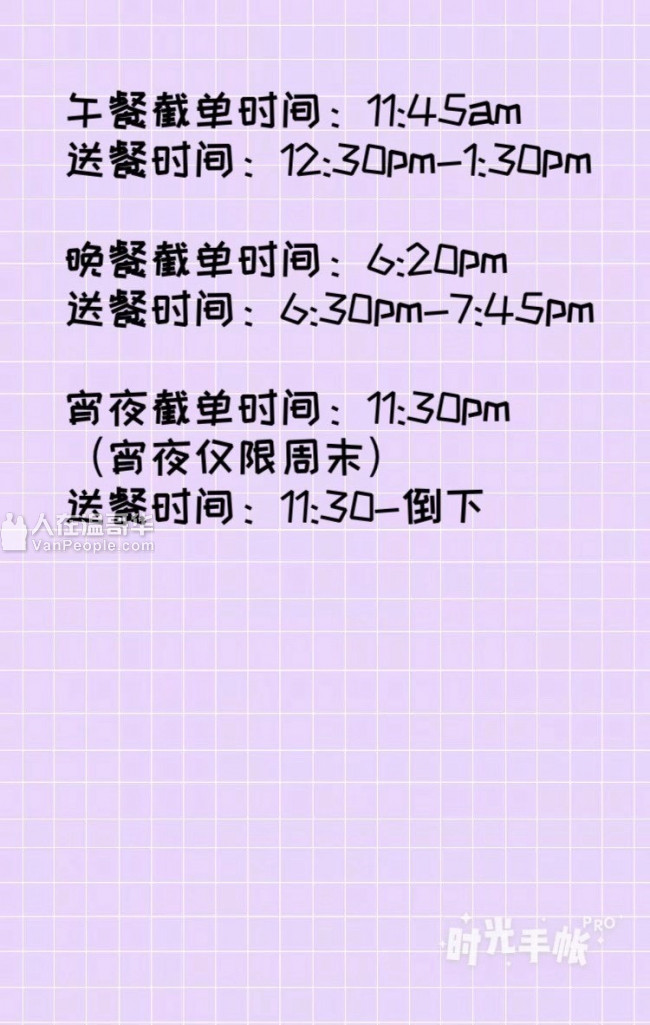 午餐截单时间：11:45am
送餐时间：12:30pm-1:30pm
晚餐截单时间：6:20pm
送餐时间：6:30pm-7:45pm
宵夜截单时间：11:30pm
（宵夜仅限周末）
送餐时间：11:30-倒下
人在温哥华
VanPeople.com
时光手帐PRO